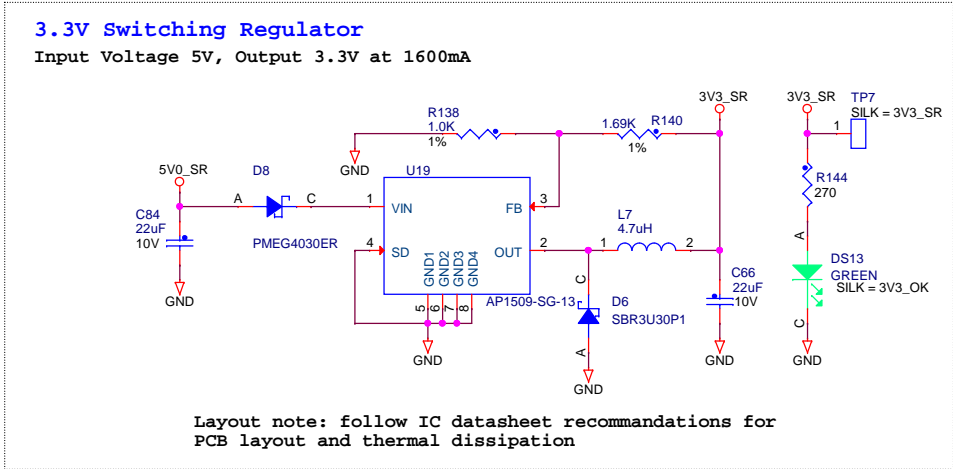 3.3V Switching Regulator
Input Voltage 5V, Output 3.3V at 1600mA
3V3_SR
3V3_SR
TP7
SILK = 3V3_SR
1
R138
1.0K
1%
1.69K
R140
1%
GND
U19
5V0_SR
D8
A
C
1
VIN
FB
3
R144
270
C84
22uF
10V
PMEG4030ER
4
SD
OUT
2
L7
4.7uH
1
2
A
DS13
GREEN
SILK = 3V3_OK
GND1
GND2
GND3
GND4
5
6
7
8
AP1509-SG-13
C
D6
SBR3U30P1
A
C66
22uF
10V
C
GND
GND
GND
GND
GND
Layout note: follow IC datasheet recommandations for
PCB layout and thermal dissipation